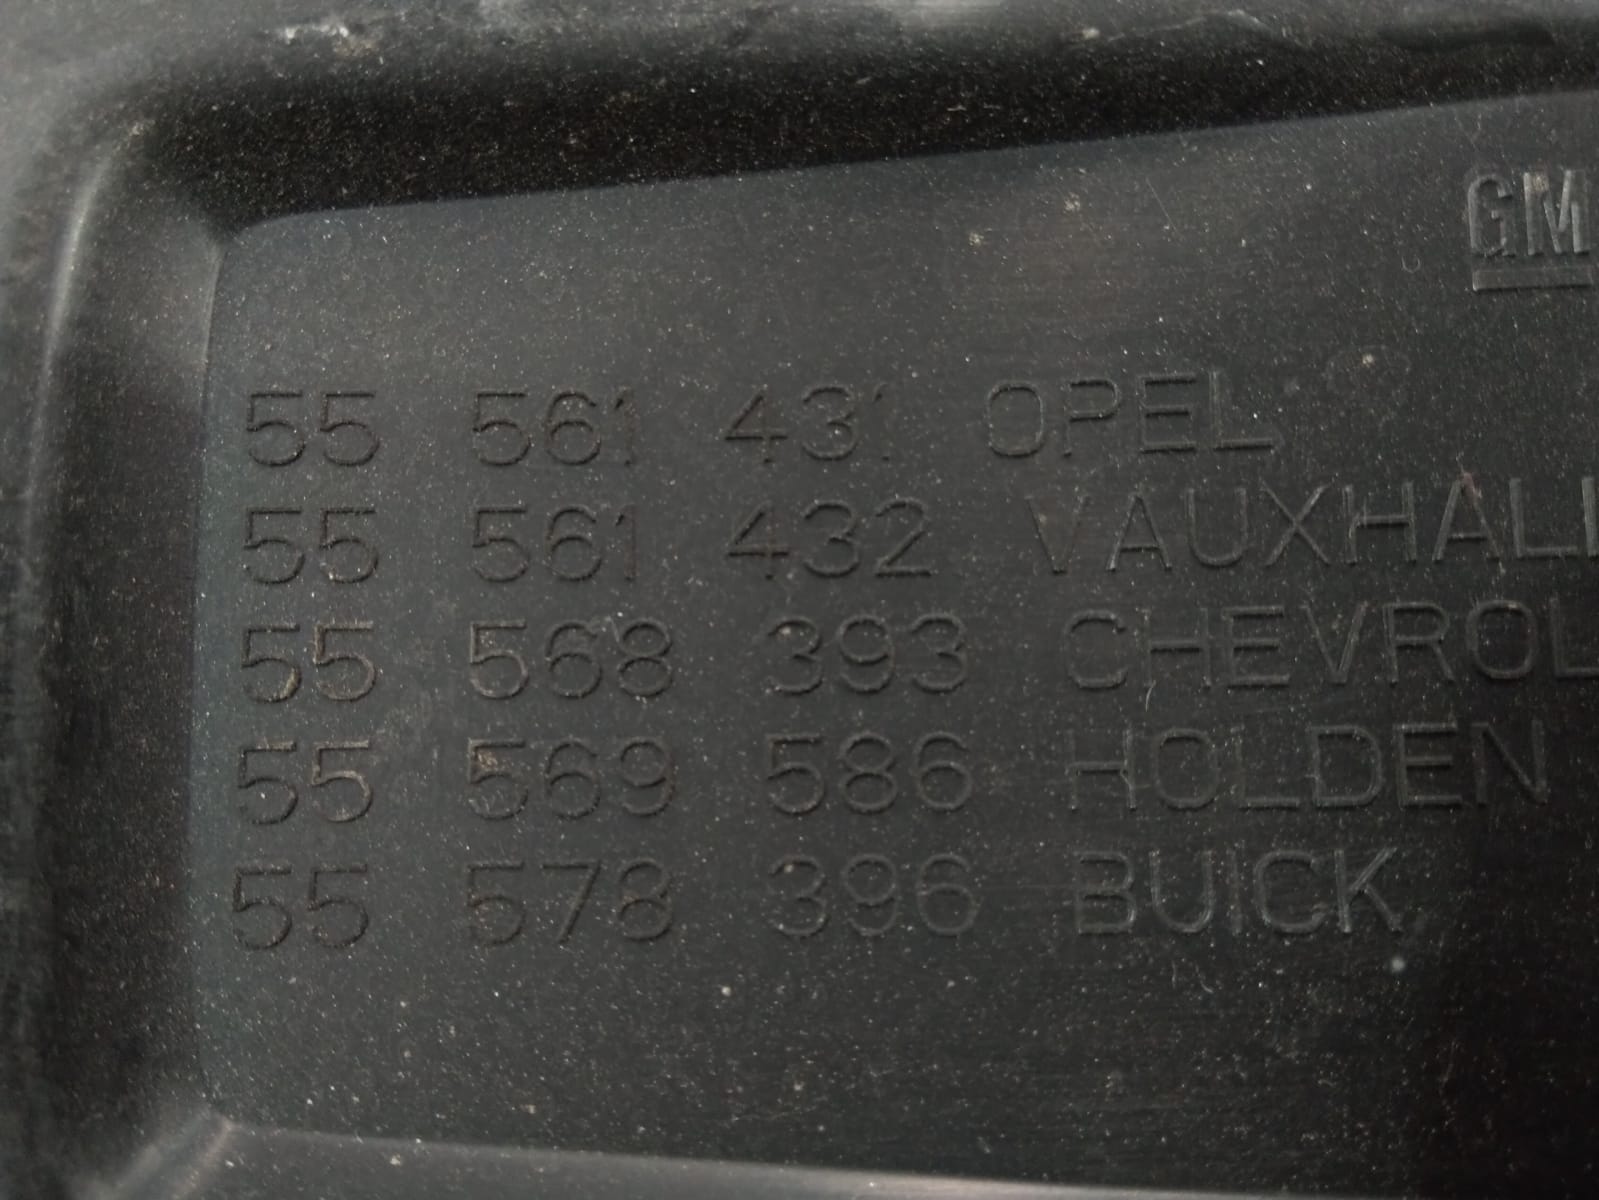 GM
55 561 431 OPEL
55 561 432 VAUXHALL
55 568 393 CHEVROL
55 569 586 HOLDEN
55 578 396 BUICK